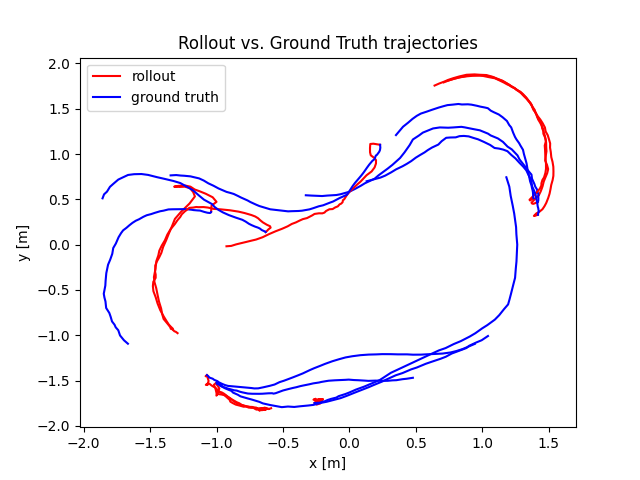 Rollout vs. Ground Truth trajectories
rollout
ground truth
2.0
1.5
1.0
0.5
0.0
−0.5
−1.0
−1.5
−2.0
y [m]
−2.0 −1.5 −1.0 −0.5 0.0 0.5 1.0 1.5
x [m]